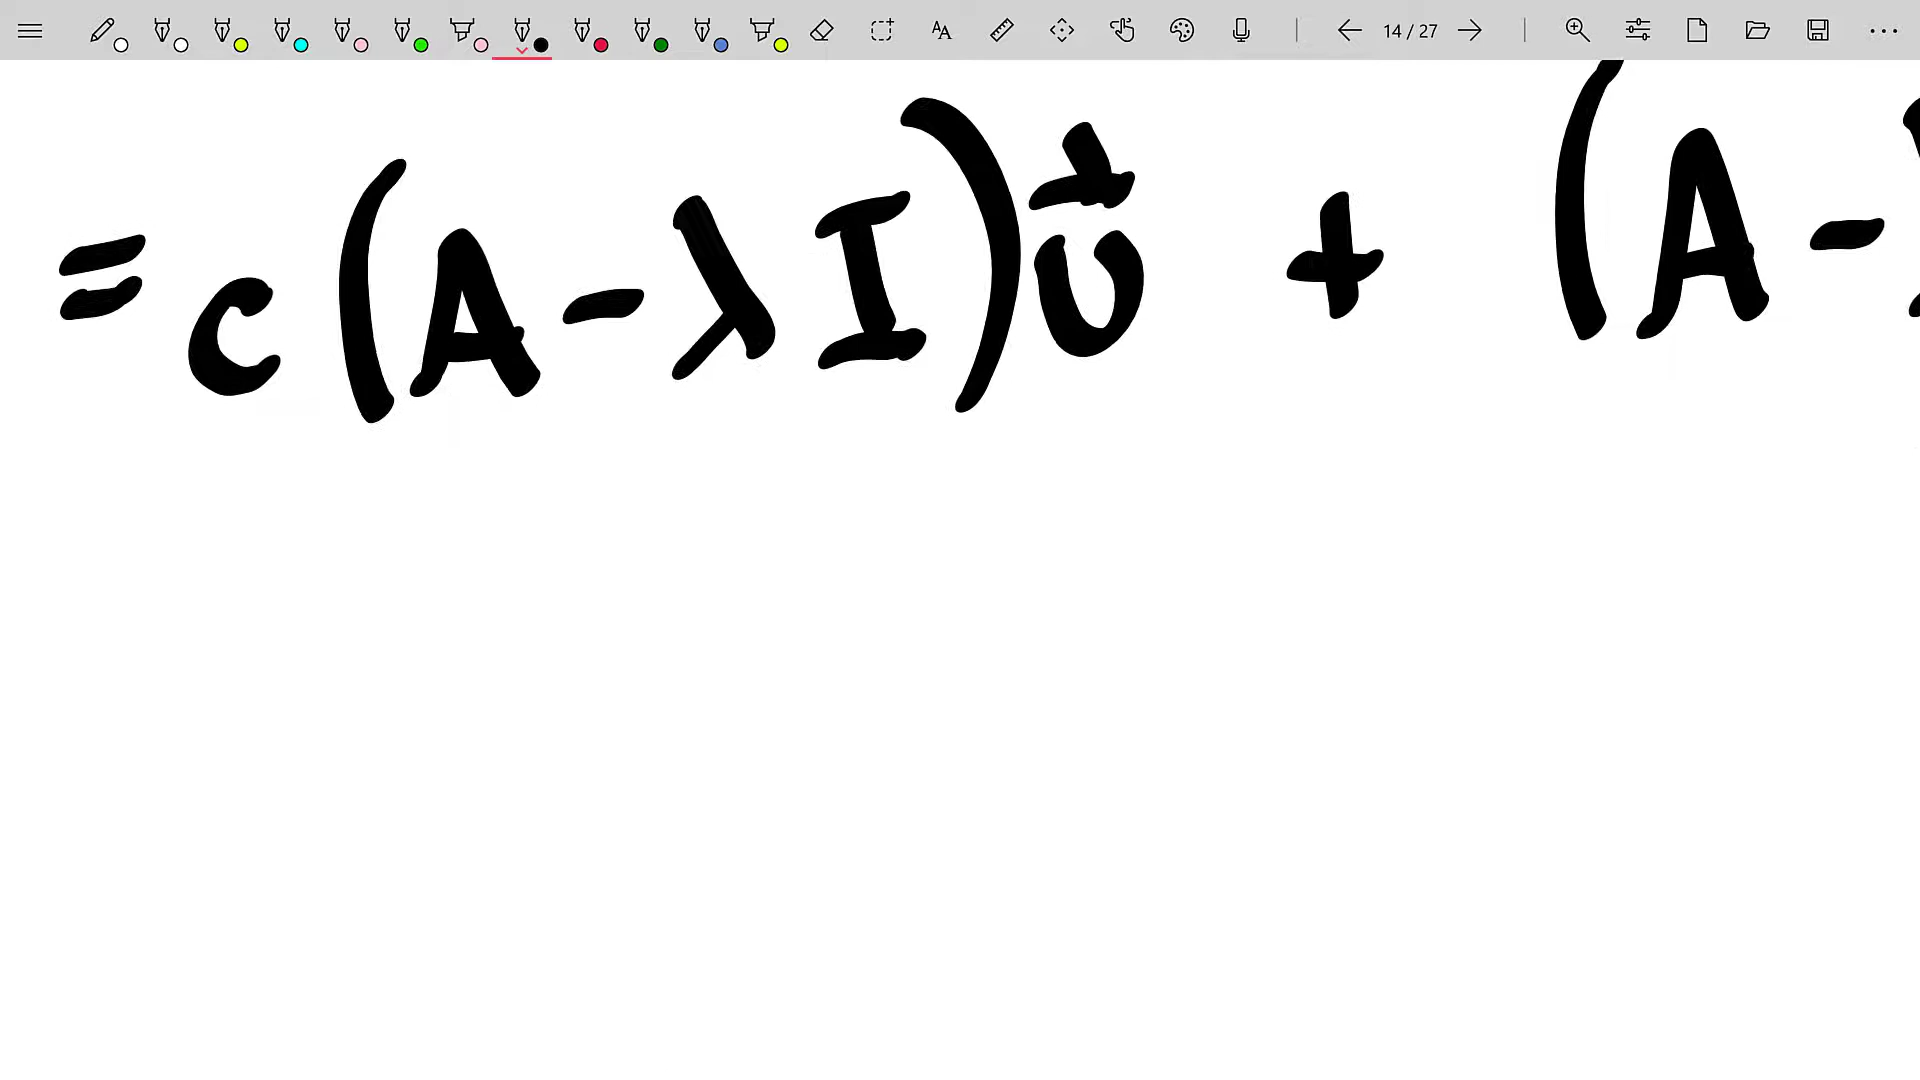 14 / 27
= c (A - λ I) u⃗ + (A -